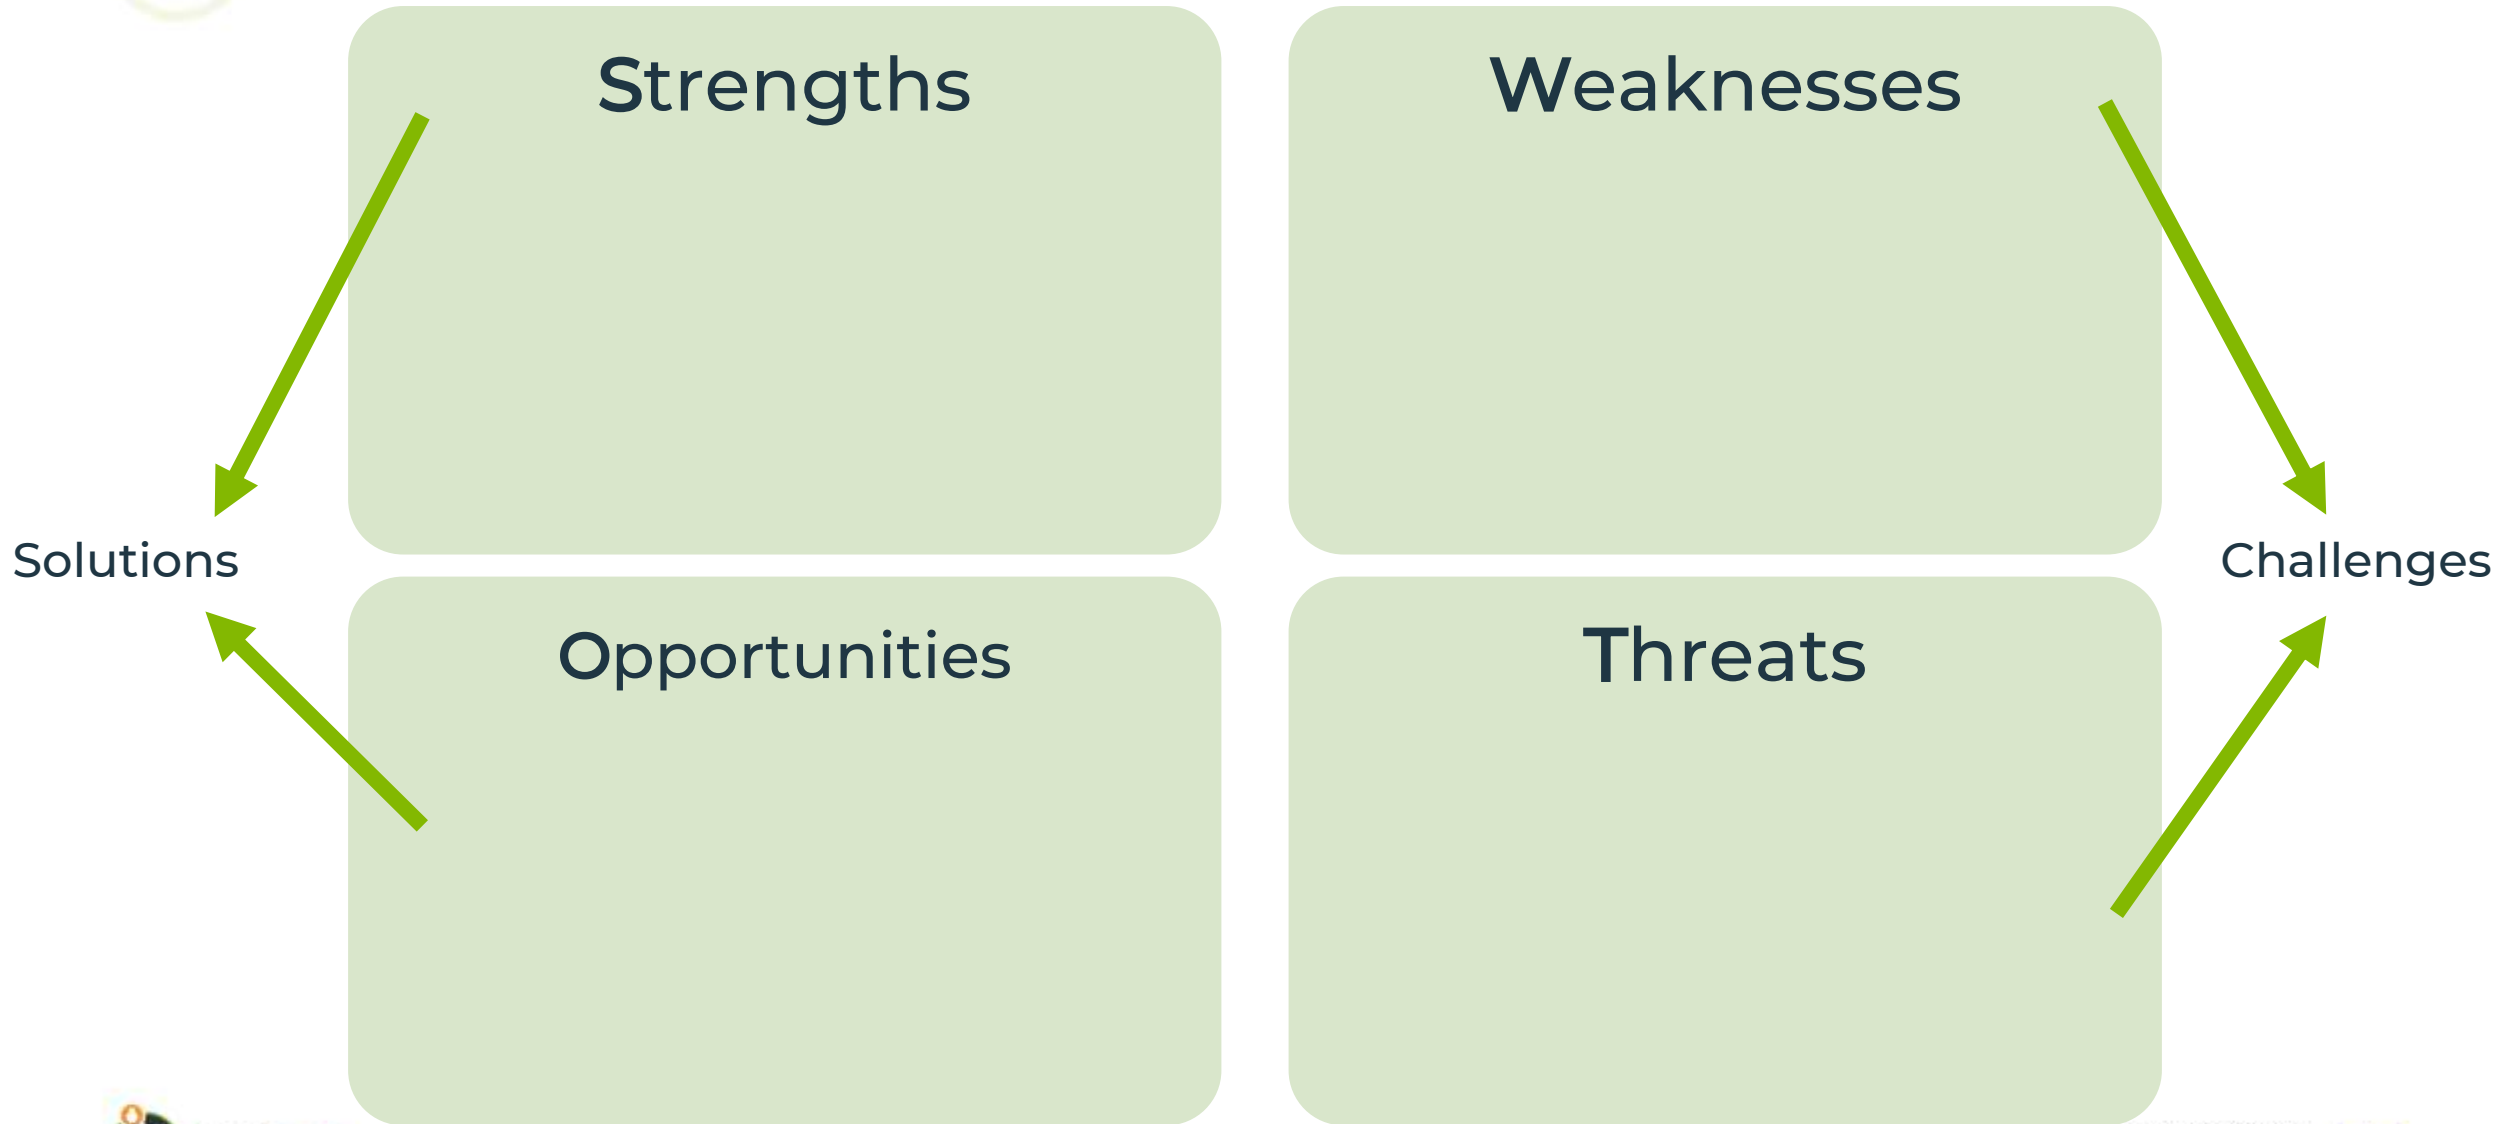 Strengths
Weaknesses
Solutions
Challenges
Opportunities
Threats